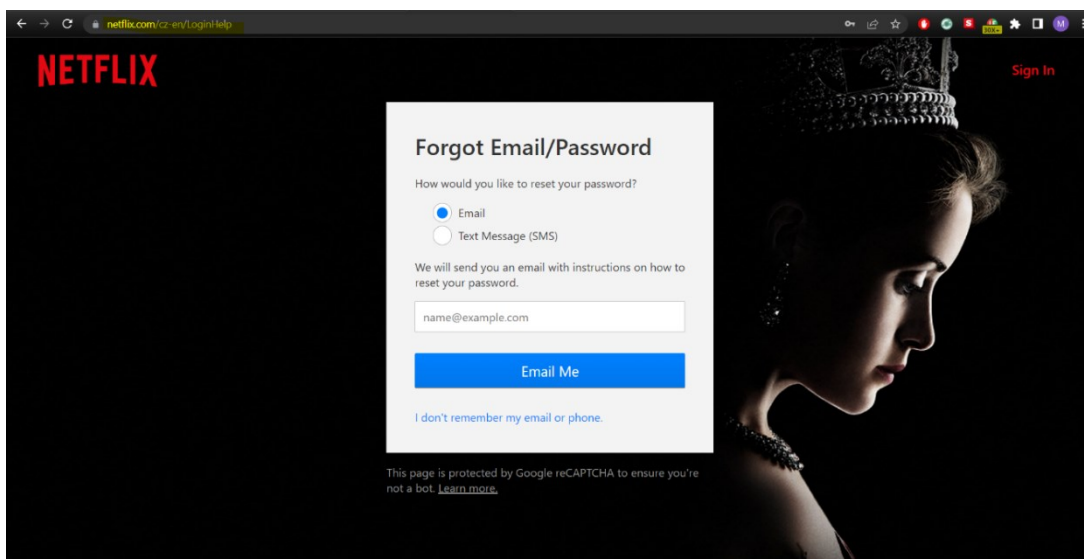 netflix.com/cz-en/LoginHelp
NETFLIX
Sign In
Forgot Email/Password
How would you like to reset your password?
Email
Text Message (SMS)
We will send you an email with instructions on how to
reset your password.
name@example.com
Email Me
I don't remember my email or phone.
This page is protected by Google reCAPTCHA to ensure you're
not a bot. Learn more.